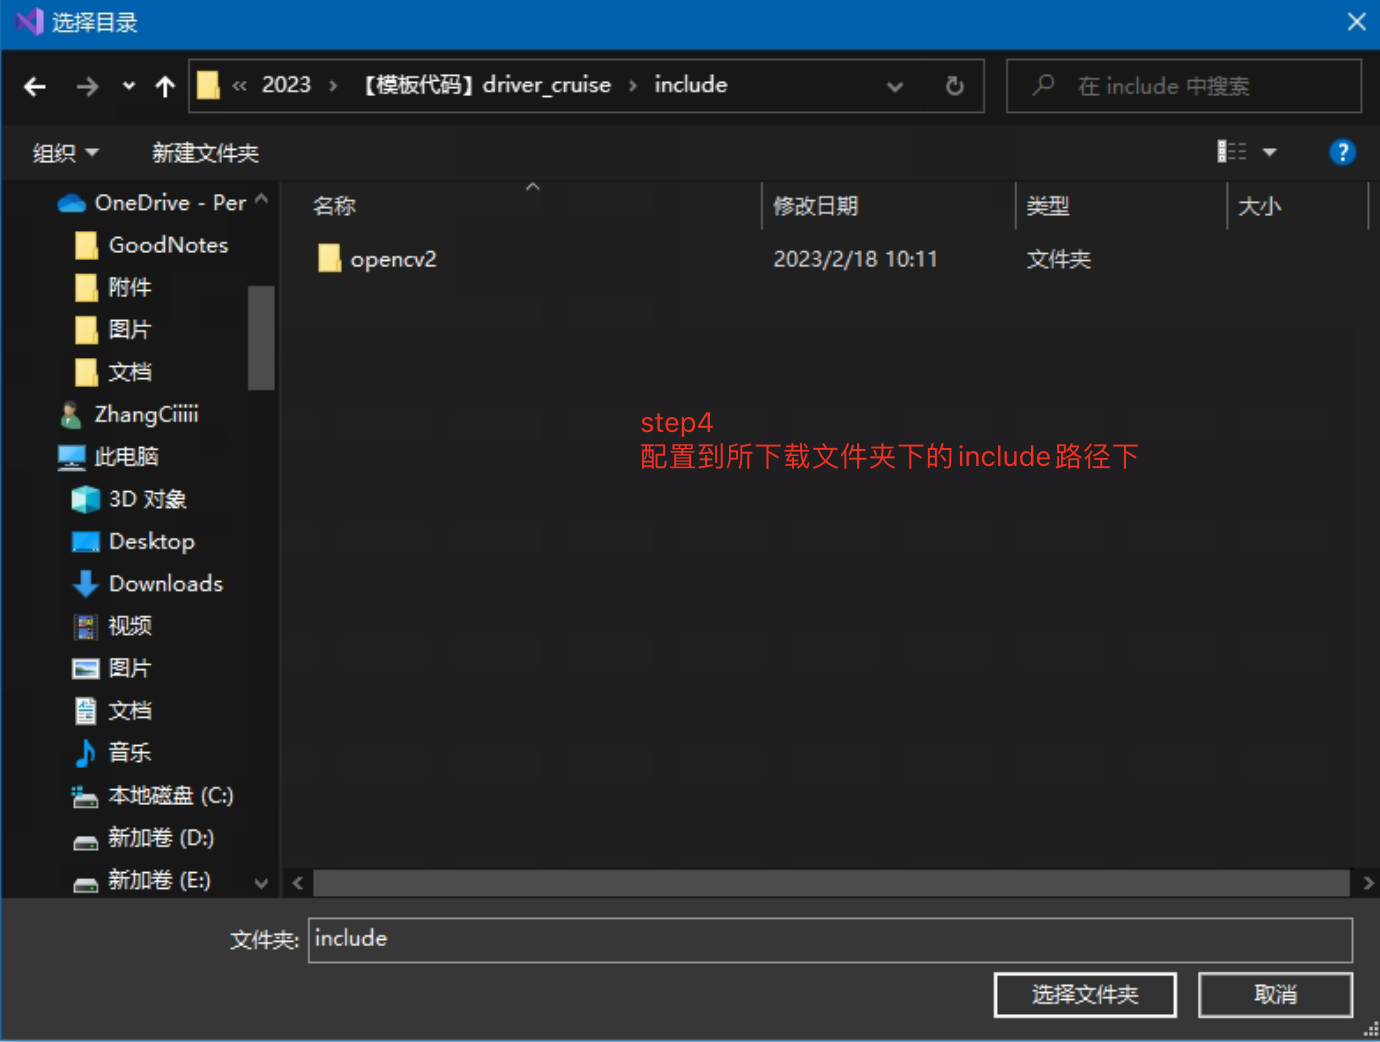 选择目录
« 2023 › 【模板代码】driver_cruise › include
在 include 中搜索
组织
新建文件夹
?
OneDrive - Per
GoodNotes
附件
图片
文档
ZhangCiiiii
此电脑
3D 对象
Desktop
Downloads
视频
图片
文档
音乐
本地磁盘 (C:)
新加卷 (D:)
新加卷 (E:)
名称 修改日期 类型 大小
opencv2 2023/2/18 10:11 文件夹
step4
配置到所下载文件夹下的include路径下
文件夹: include
选择文件夹 取消